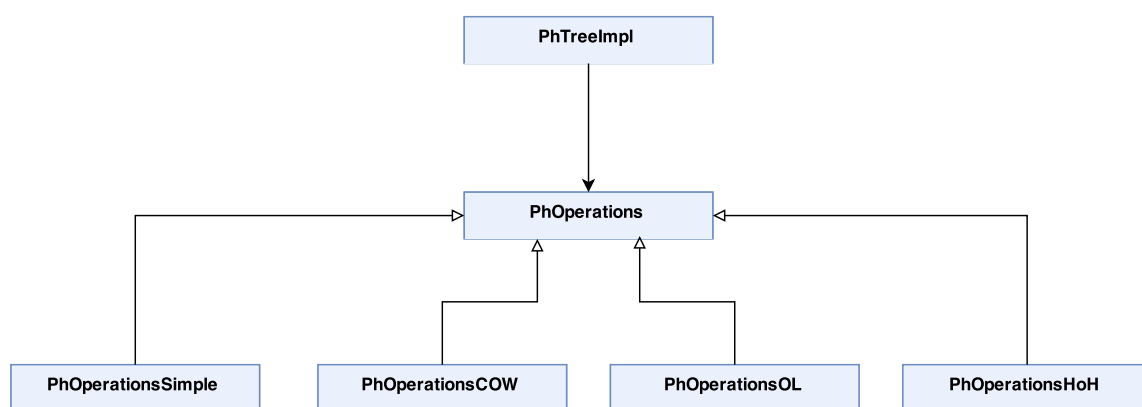 PhTreeImpl
PhOperations
PhOperationsSimple
PhOperationsCOW
PhOperationsOL
PhOperationsHoH